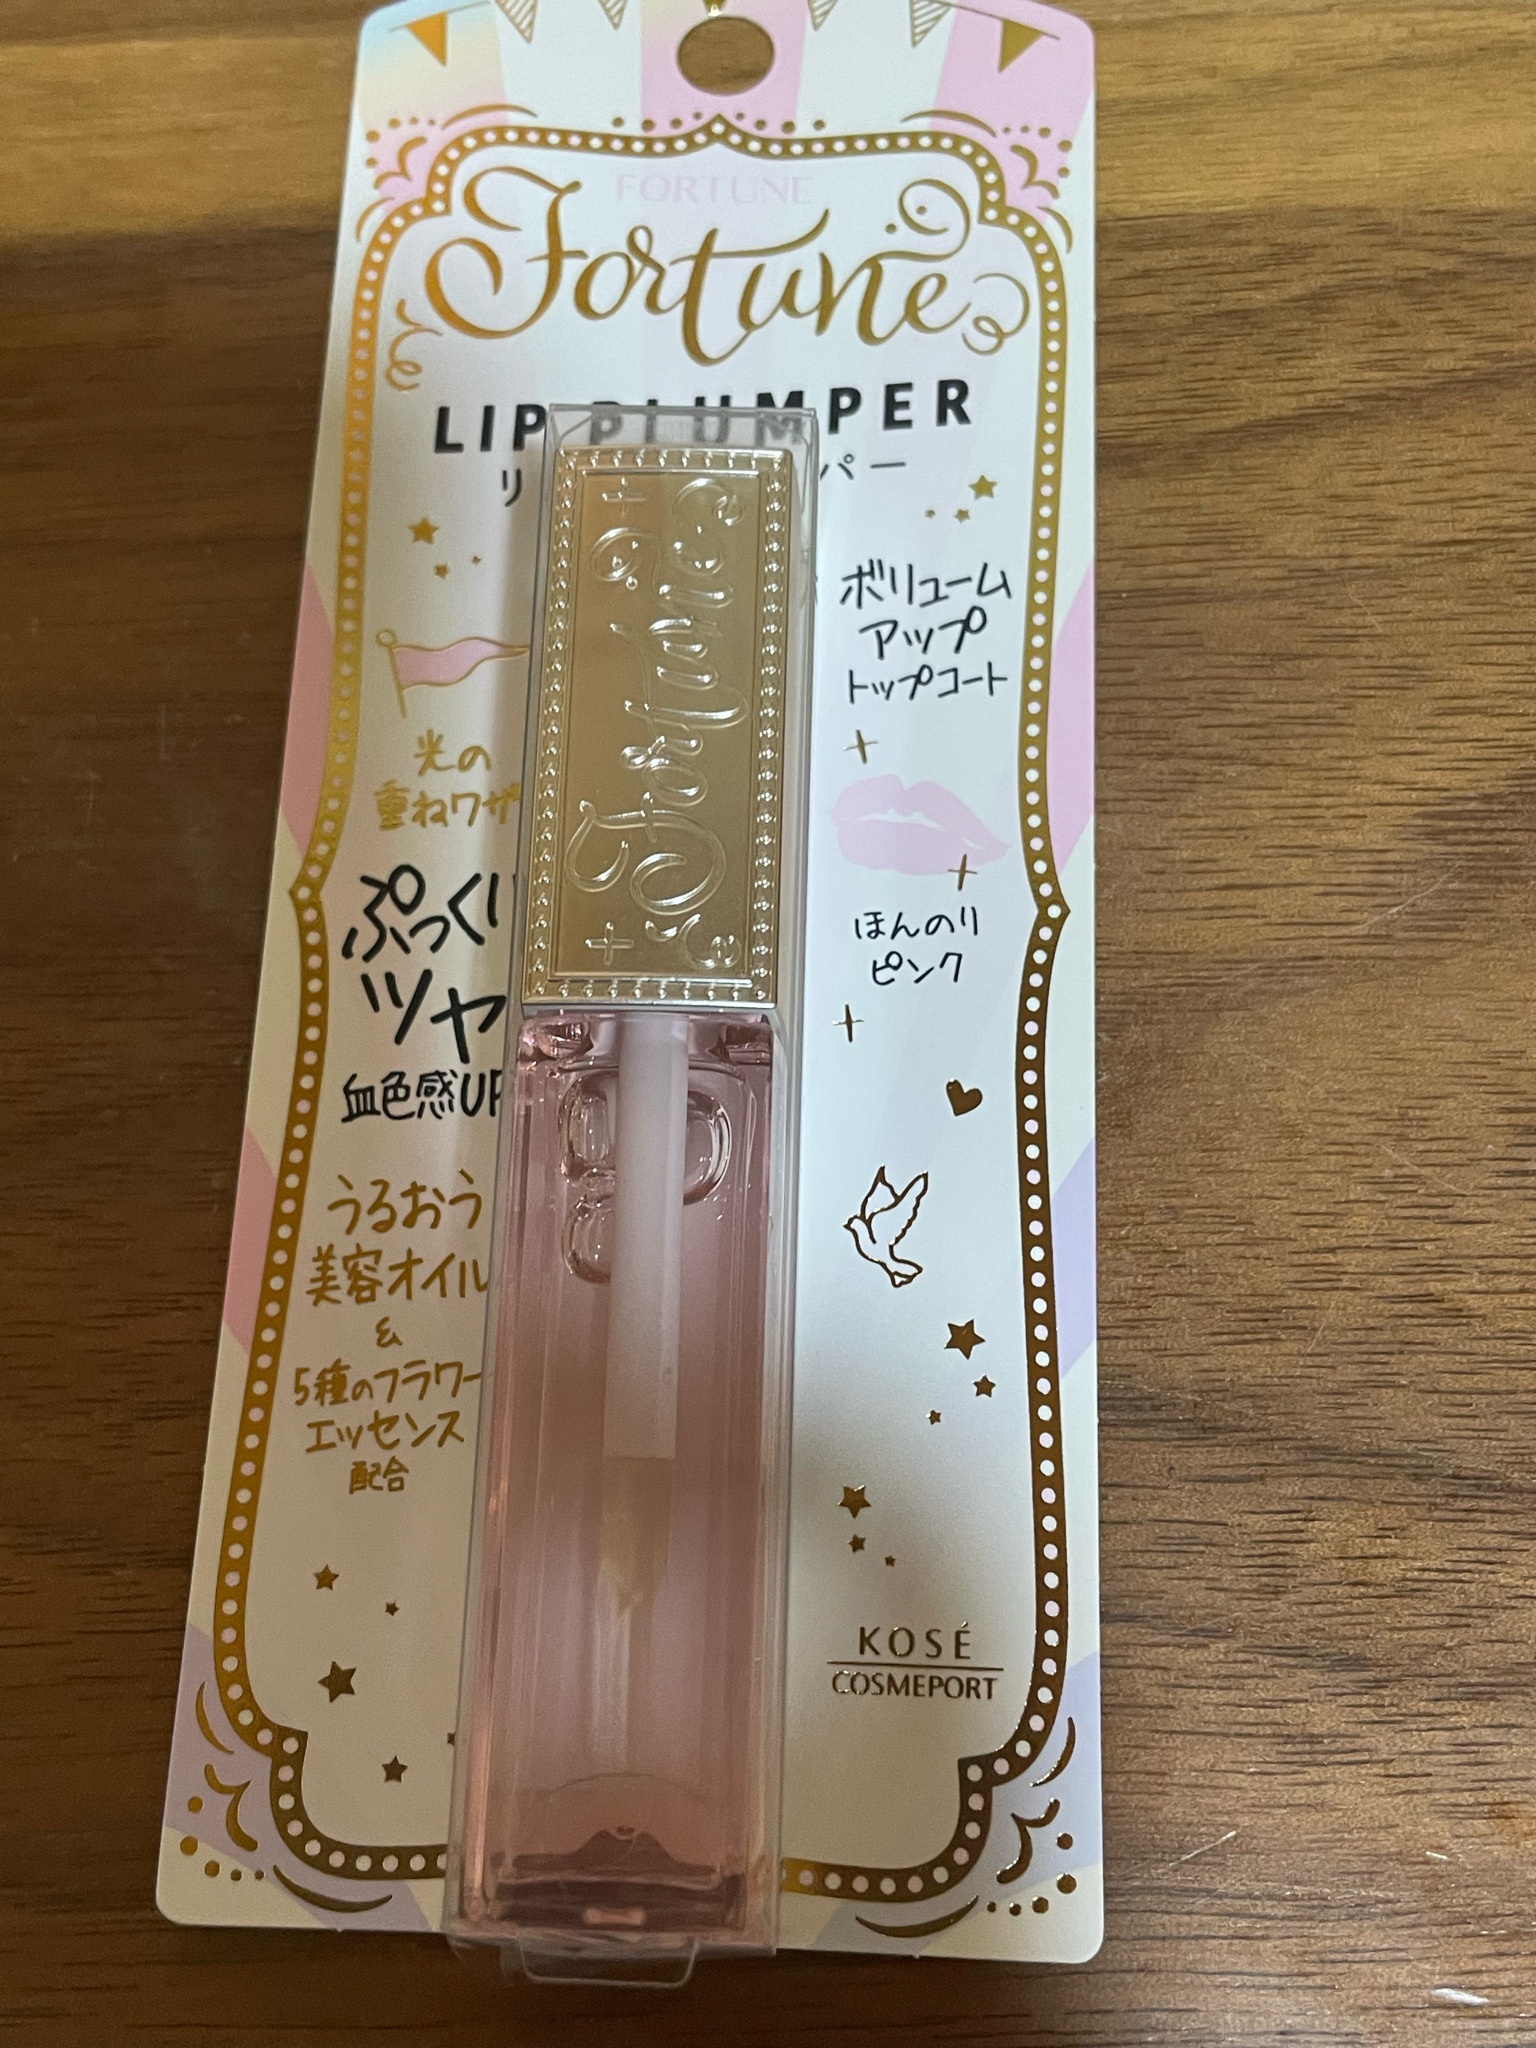 FORTUNE
Fortune
LIP PLUMPER
リ パー
Fortune
ボリューム
アップ
トップコート
光の
重ねワザ
ぷっくり
ツヤ
血色感UP
ほんのり
ピンク
うるおう
美容オイル
&
5種のフラワー
エッセンス
配合
KOSÉ
COSMEPORT